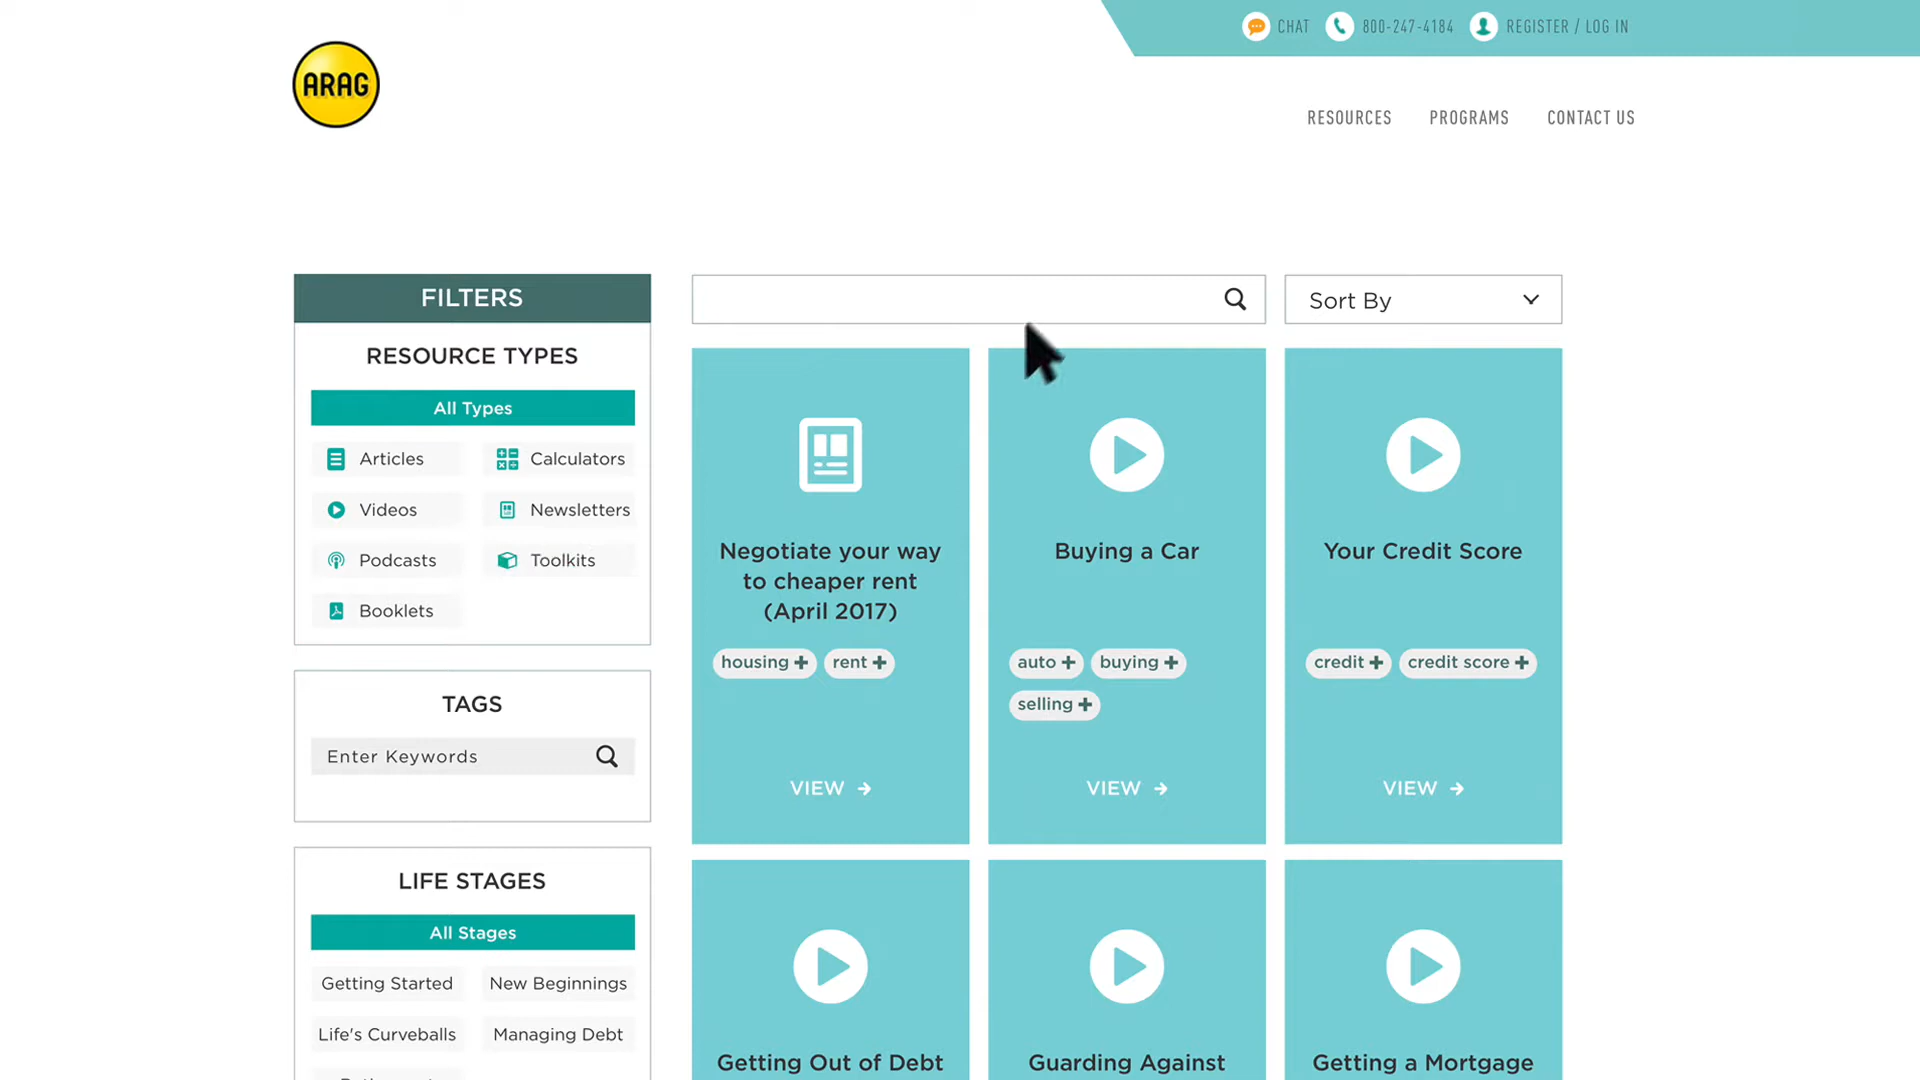 CHAT
800-247-4184
REGISTER / LOG IN
ARAG
RESOURCES
PROGRAMS
CONTACT US
FILTERS
RESOURCE TYPES
All Types
Articles
Calculators
Videos
Newsletters
Podcasts
Toolkits
Booklets
TAGS
Enter Keywords
LIFE STAGES
All Stages
Getting Started
New Beginnings
Life's Curveballs
Managing Debt
Sort By
Negotiate your way
to cheaper rent
(April 2017)
housing +
rent +
VIEW →
Buying a Car
auto +
buying +
selling +
VIEW →
Your Credit Score
credit +
credit score +
VIEW →
Getting Out of Debt
Guarding Against
Getting a Mortgage